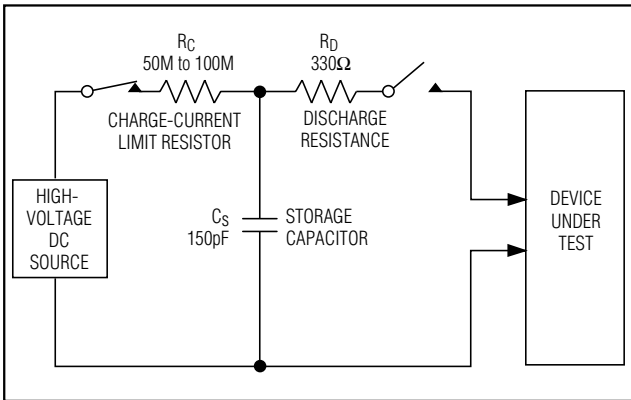 R_C
50M to 100M
CHARGE-CURRENT
LIMIT RESISTOR
R_D
330Ω
DISCHARGE
RESISTANCE
HIGH-
VOLTAGE
DC
SOURCE
C_S
150pF
STORAGE
CAPACITOR
DEVICE
UNDER
TEST